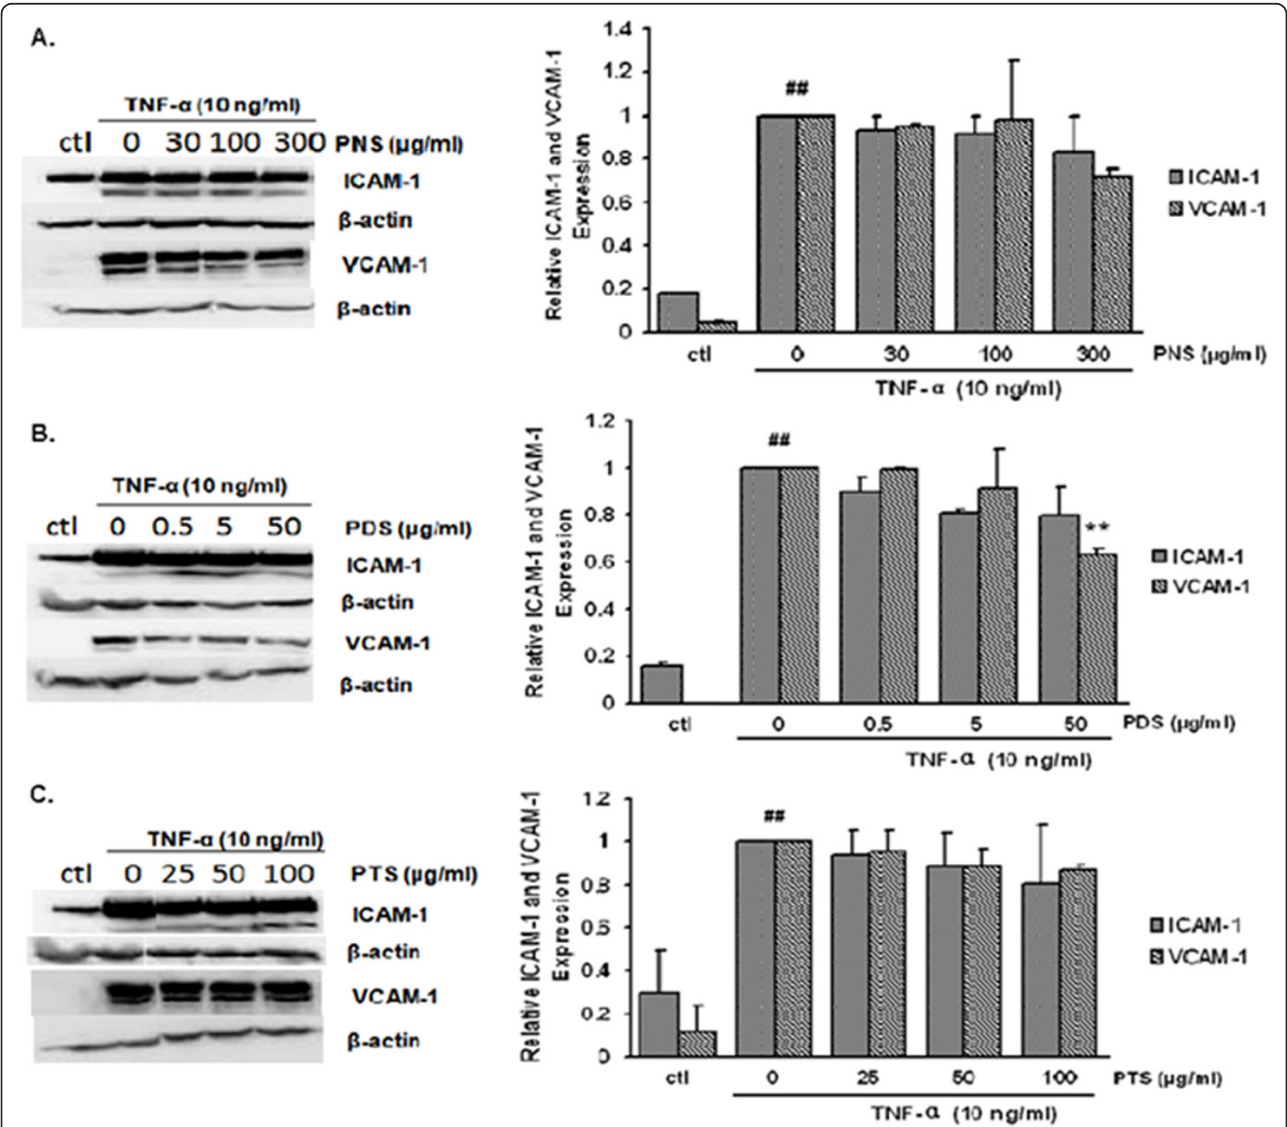 A.
TNF-α (10 ng/ml)
ctl 0 30 100 300 PNS (µg/ml)
ICAM-1
β-actin
VCAM-1
β-actin
Relative ICAM-1 and VCAM-1
Expression
1.4
1.2
1
0.8
0.6
0.4
0.2
0
##
ICAM-1
VCAM-1
ctl 0 30 100 300 PNS (µg/ml)
TNF-α (10 ng/ml)
B.
TNF-α (10 ng/ml)
ctl 0 0.5 5 50 PDS (µg/ml)
ICAM-1
β-actin
VCAM-1
β-actin
Relative ICAM-1 and VCAM-1
Expression
1.2
1
0.8
0.6
0.4
0.2
0
##
**
ICAM-1
VCAM-1
ctl 0 0.5 5 50 PDS (µg/ml)
TNF-α (10 ng/ml)
C.
TNF-α (10 ng/ml)
ctl 0 25 50 100 PTS (µg/ml)
ICAM-1
β-actin
VCAM-1
β-actin
Relative ICAM-1 and VCAM-1
Expression
1.2
1
0.8
0.6
0.4
0.2
0
##
ICAM-1
VCAM-1
ctl 0 25 50 100 PTS (µg/ml)
TNF-α (10 ng/ml)